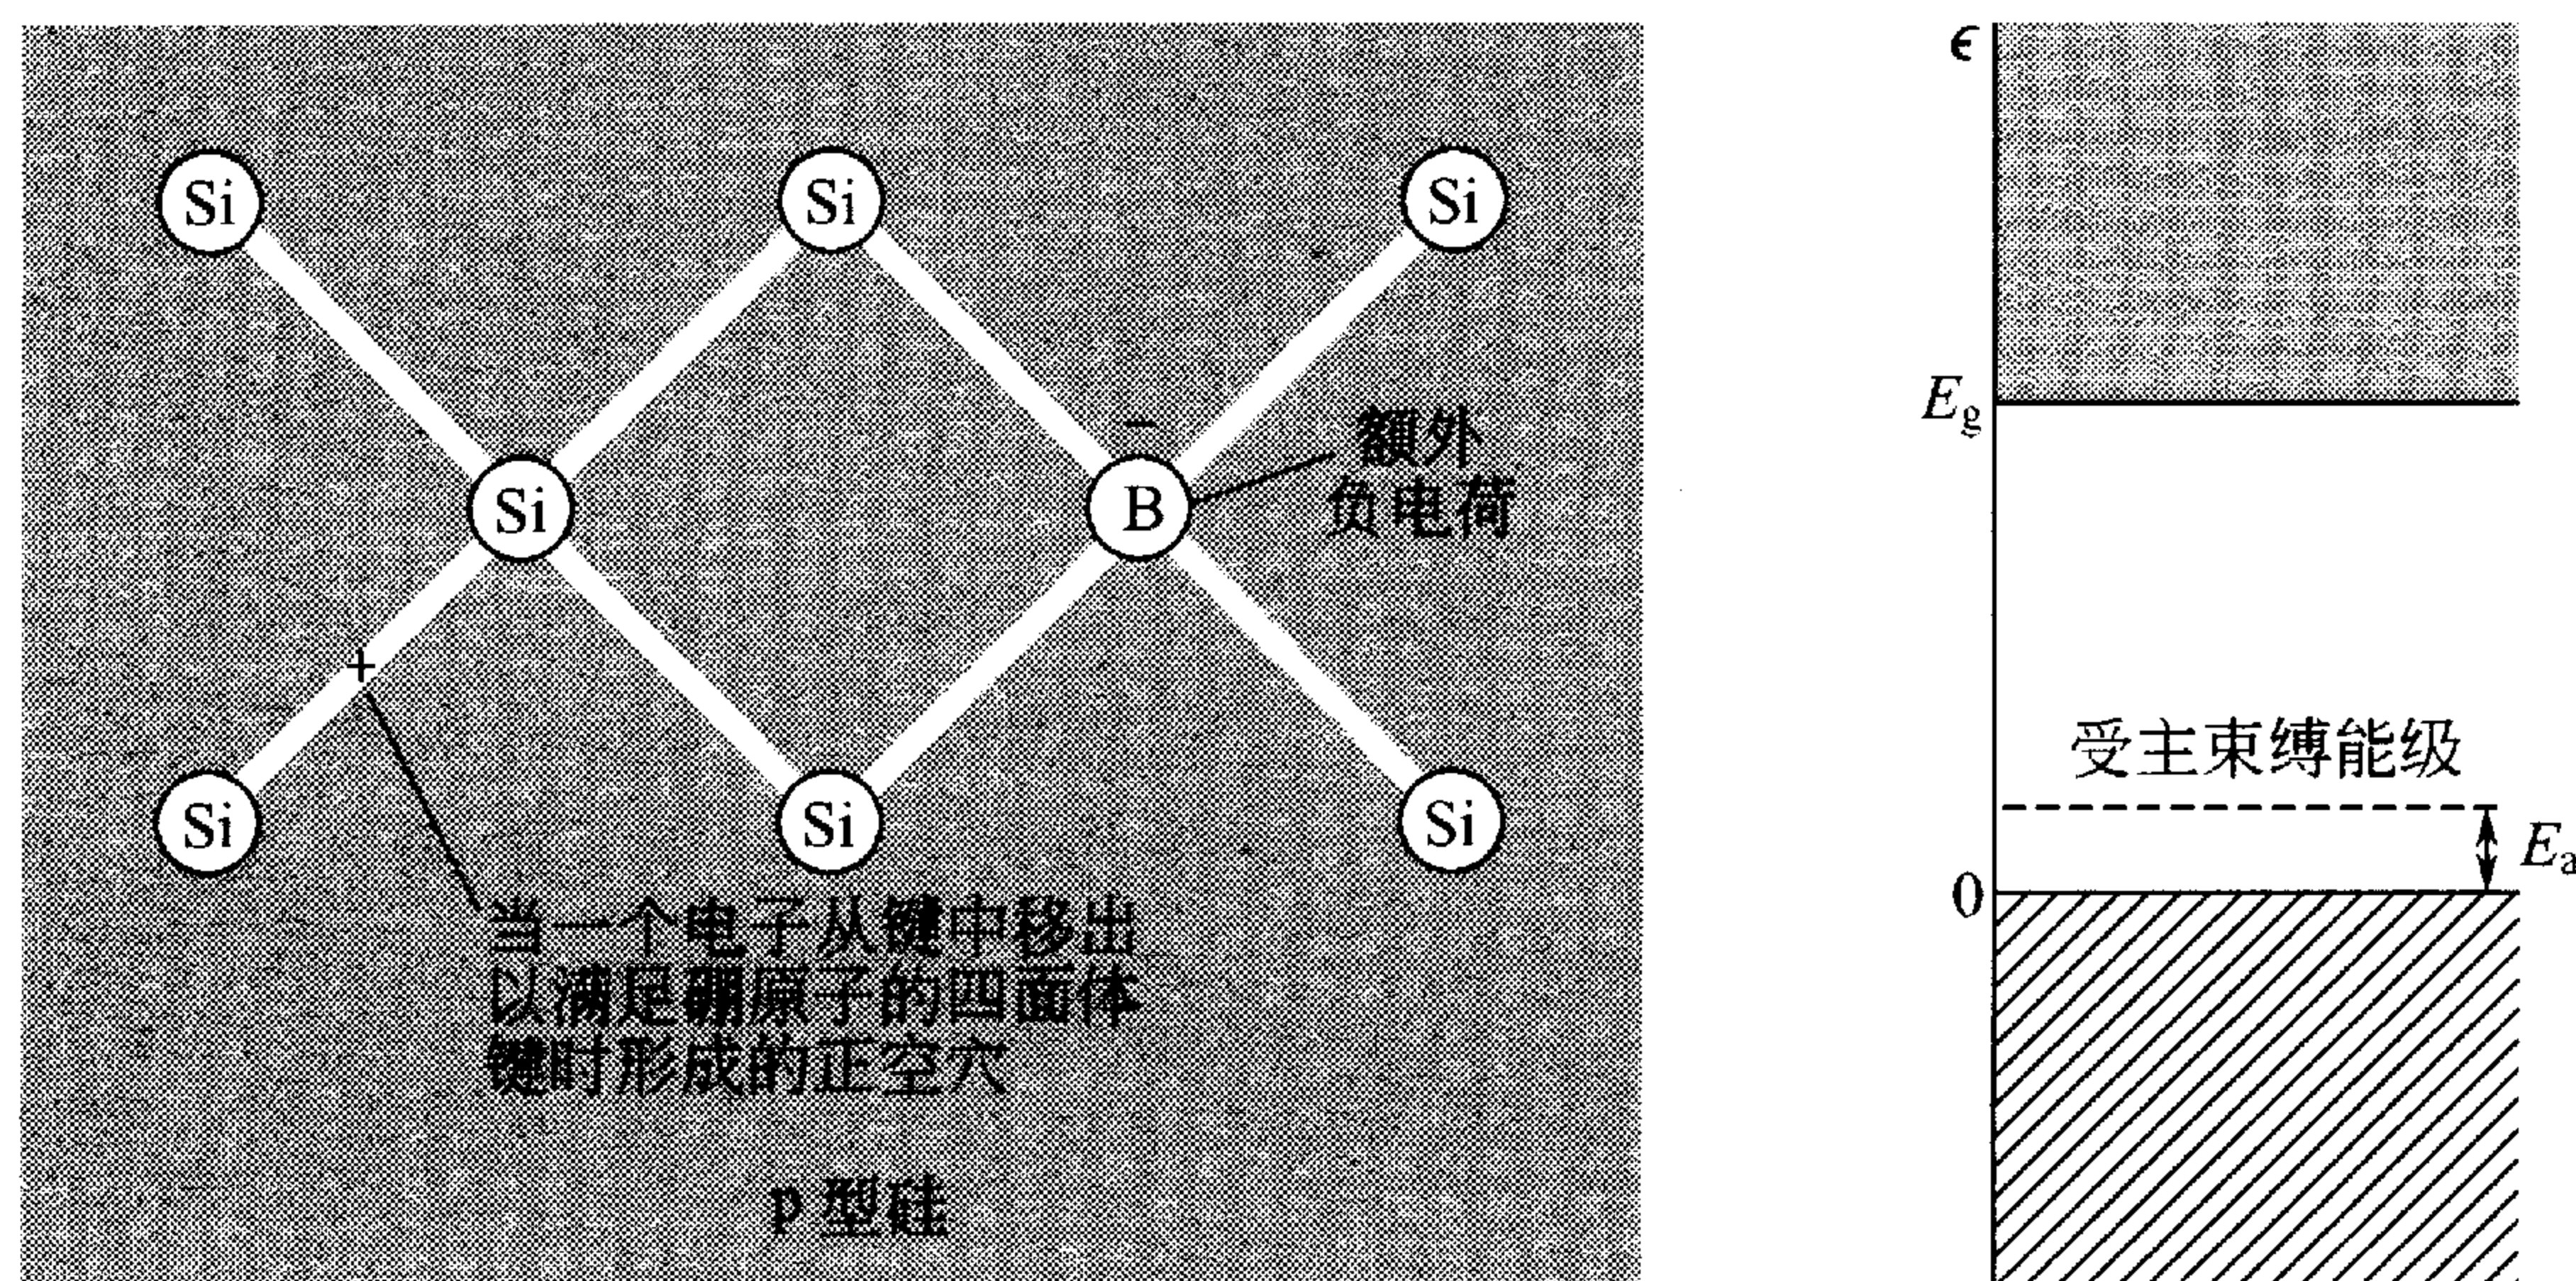 Si Si Si
Si B
-
额外
负电荷
+
Si Si Si
当一个电子从键中移出
以满足硼原子的四面体
键时形成的正空穴
p 型硅
ϵ
E_g
受主束缚能级
E_a
0